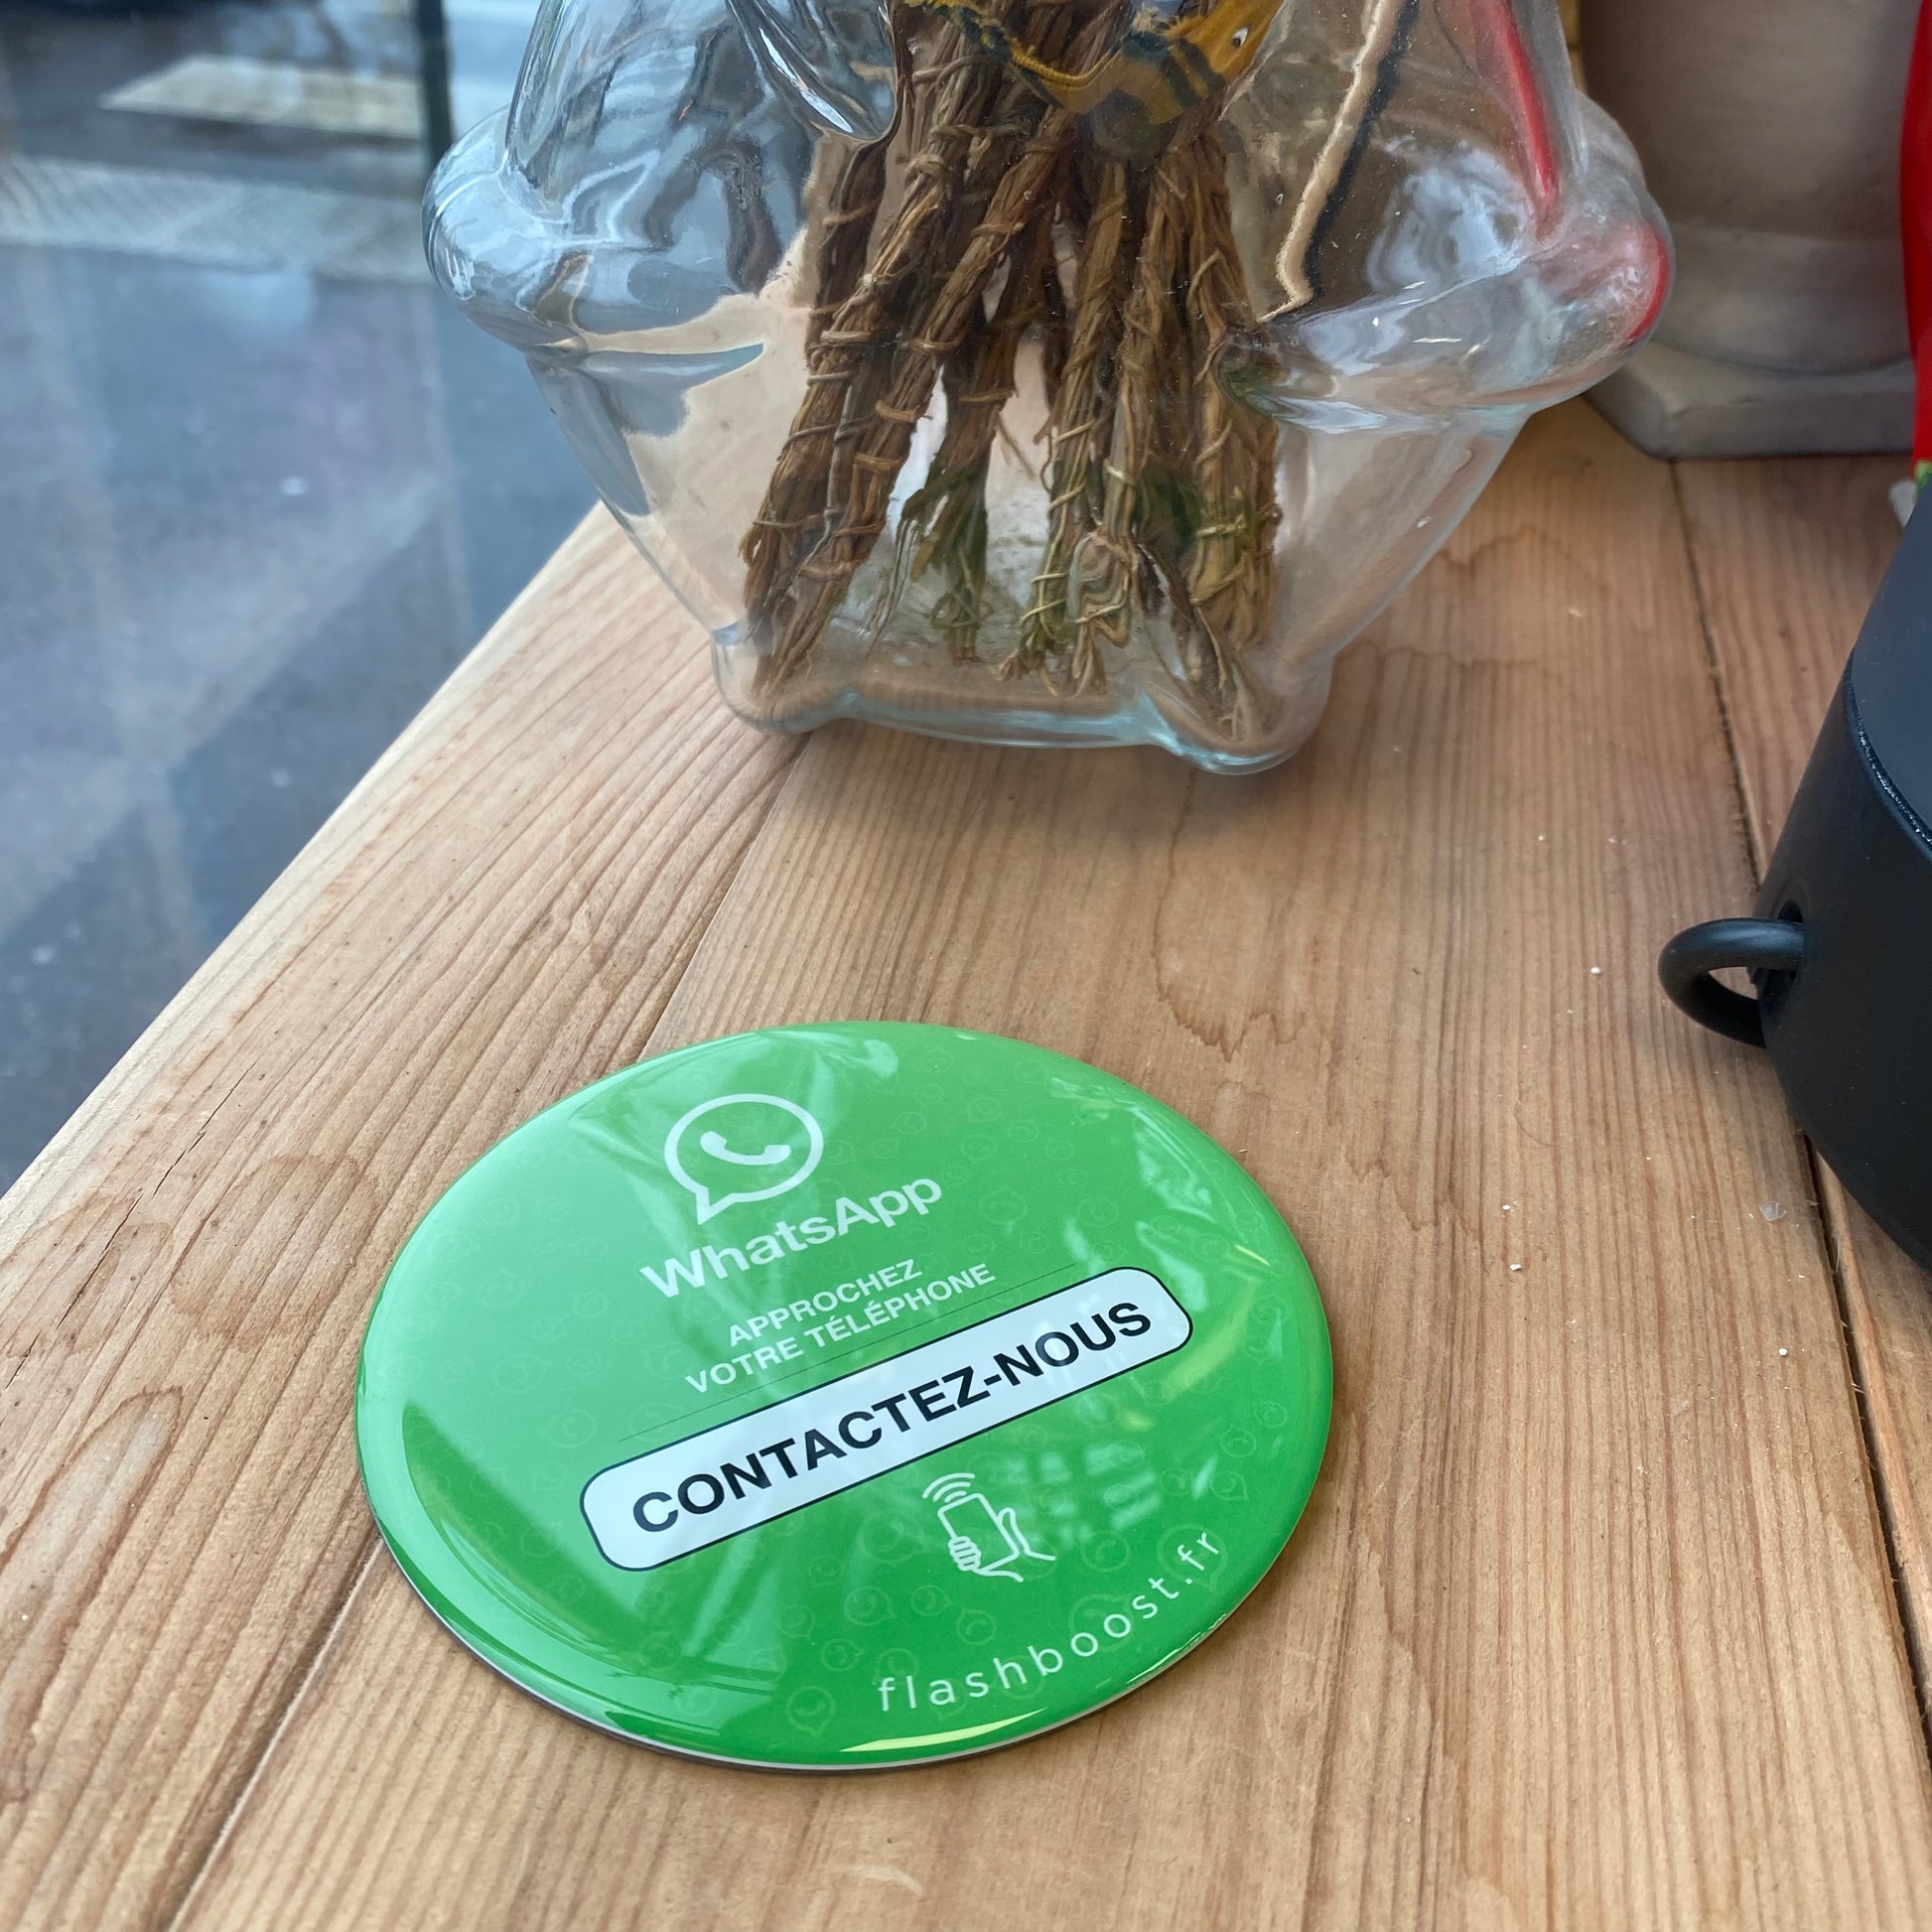 WhatsApp
APPROCHEZ
VOTRE TÉLÉPHONE
CONTACTEZ-NOUS
flashboost.fr